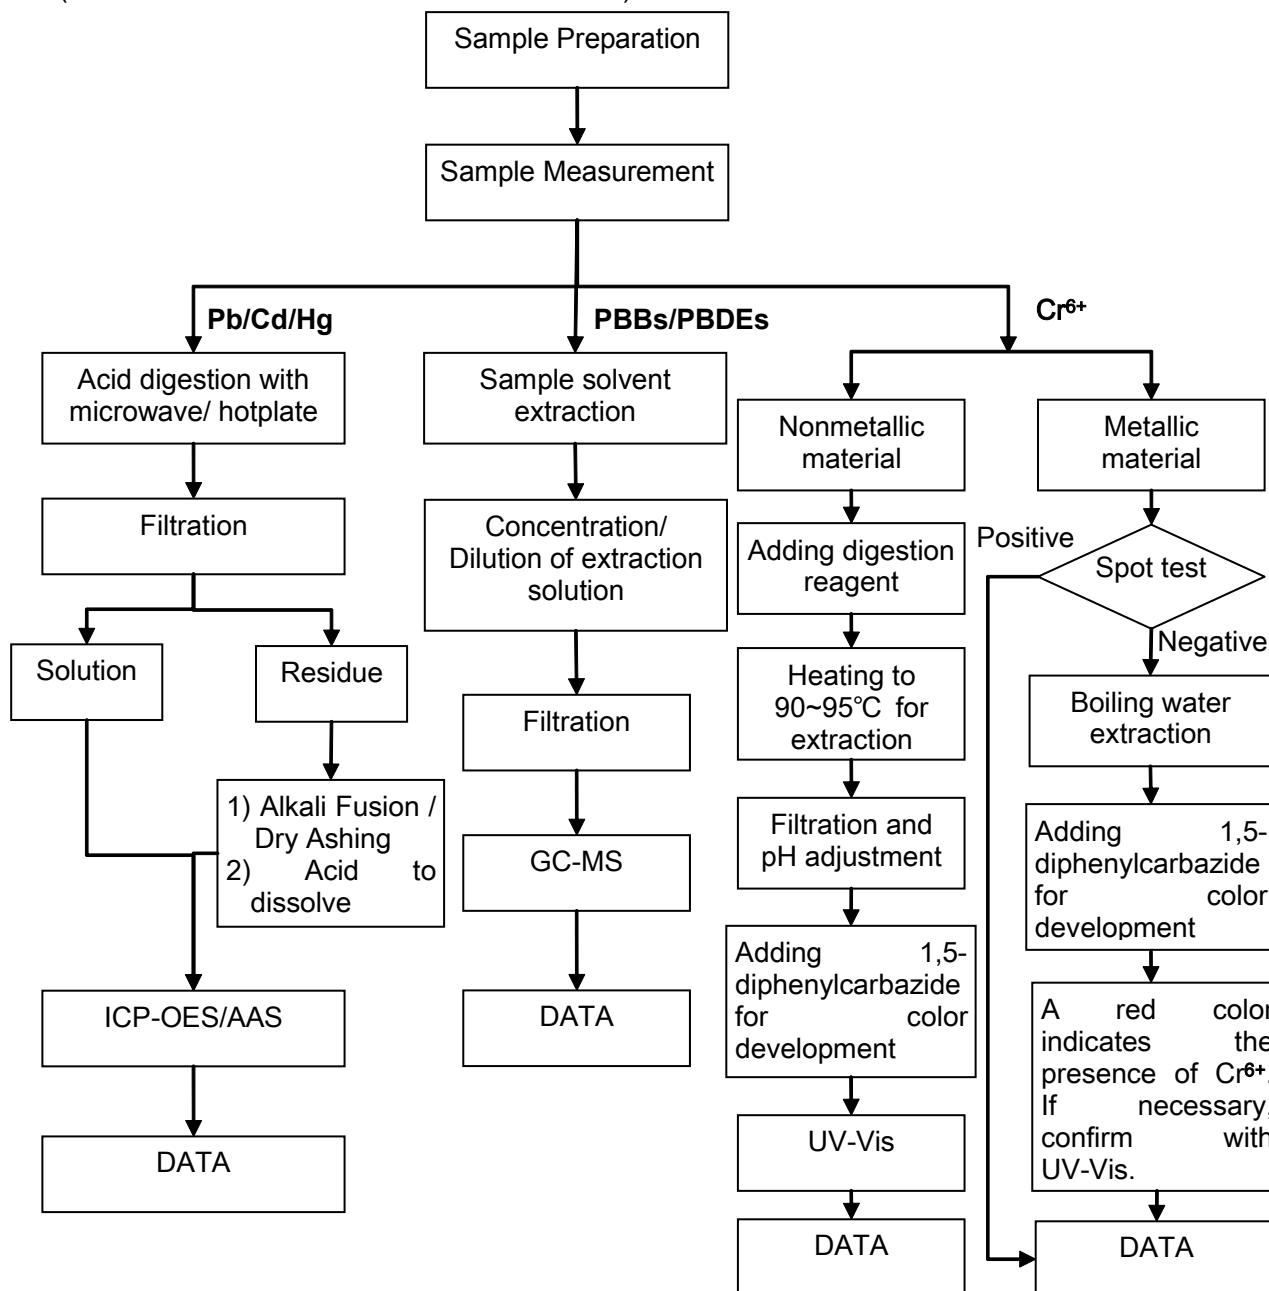 Sample Preparation
Sample Measurement
Pb/Cd/Hg
PBBs/PBDEs
Cr⁶⁺
Acid digestion with
microwave/ hotplate
Filtration
Solution
Residue
1) Alkali Fusion /
Dry Ashing
2) Acid to
dissolve
ICP-OES/AAS
DATA
Sample solvent
extraction
Concentration/
Dilution of extraction
solution
Filtration
GC-MS
DATA
Nonmetallic
material
Adding digestion
reagent
Heating to
90~95℃ for
extraction
Filtration and
pH adjustment
Adding 1,5-
diphenylcarbazide
for color
development
UV-Vis
DATA
Metallic
material
Spot test
Positive
Negative
Boiling water
extraction
Adding 1,5-
diphenylcarbazide
for color
development
A red color
indicates the
presence of Cr⁶⁺.
If necessary,
confirm with
UV-Vis.
DATA